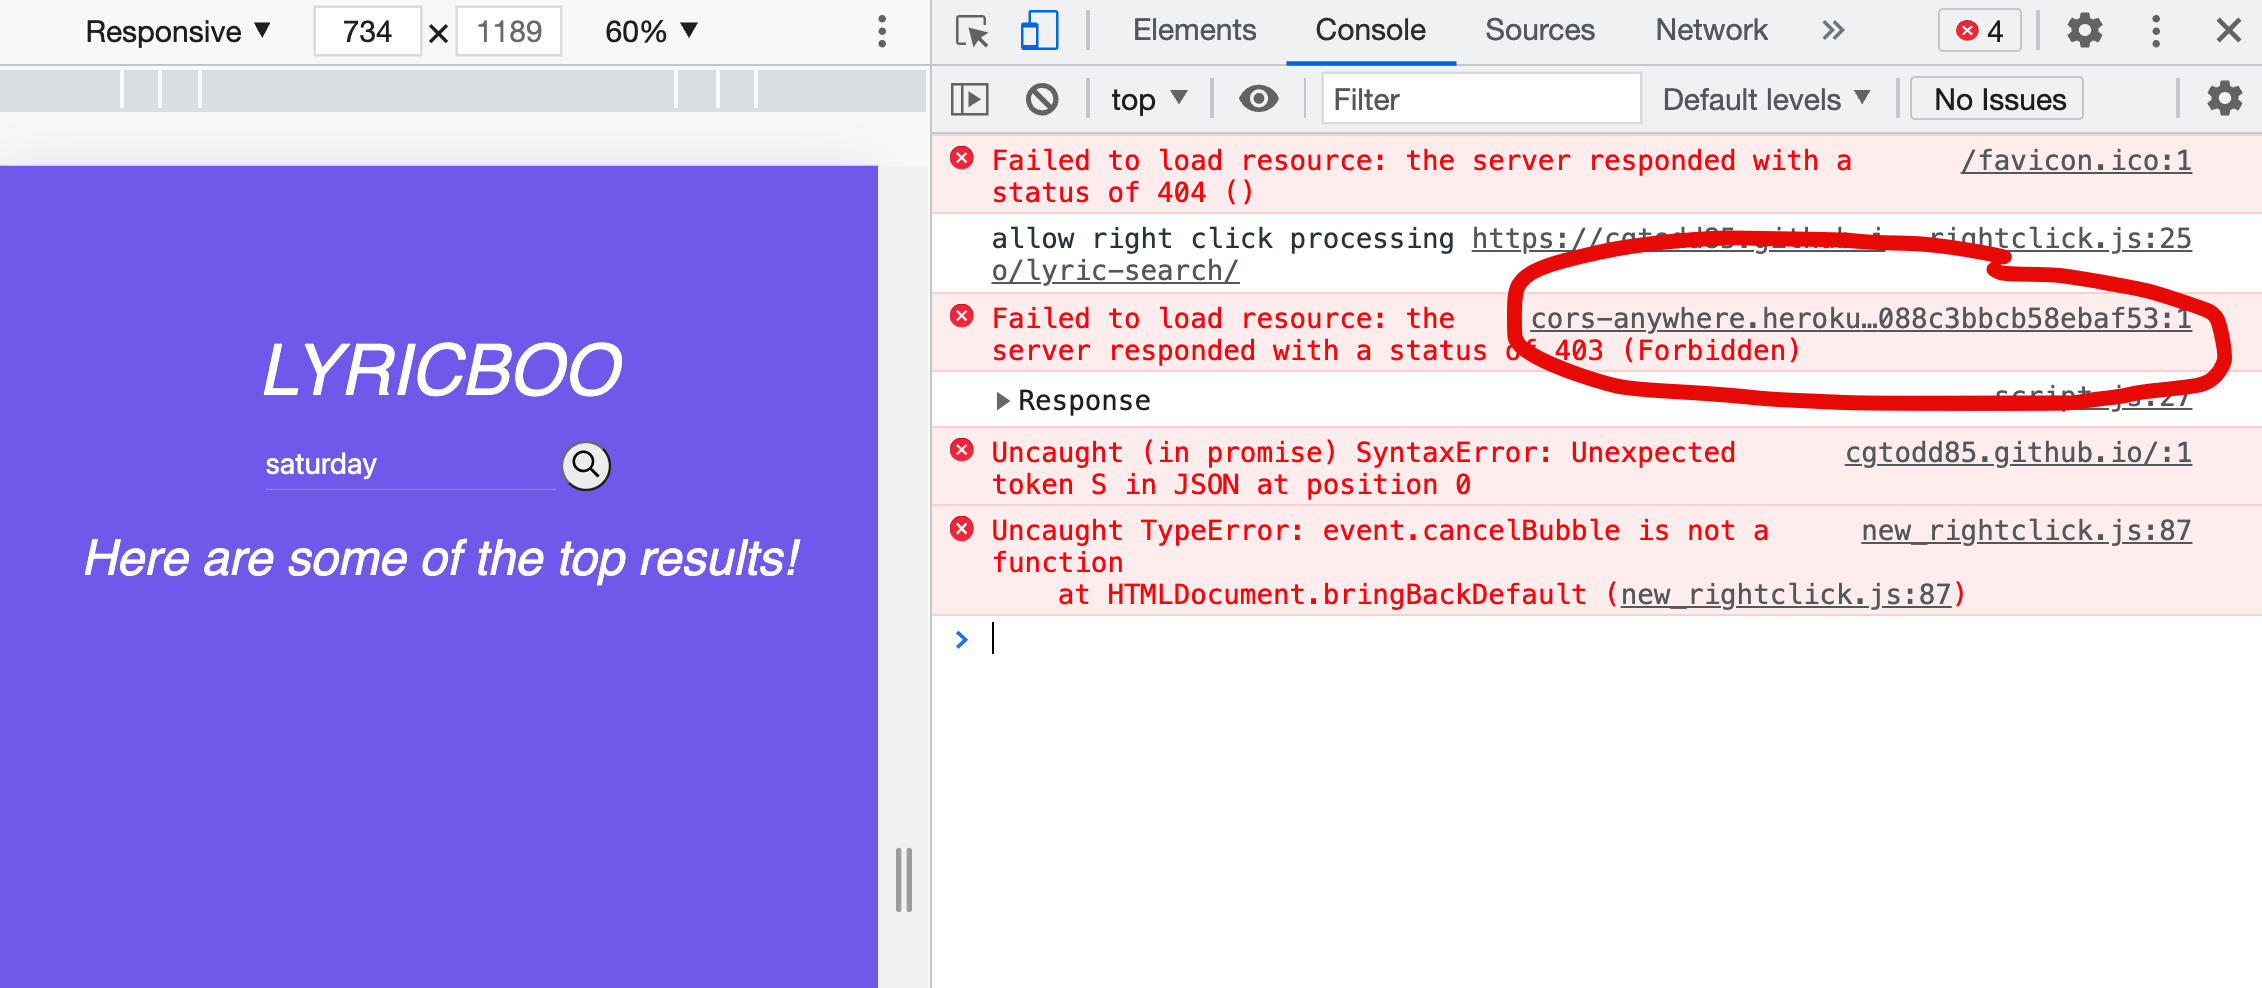 Responsive ▼ 734 × 1189 60% ▼
Elements Console Sources Network » 4
top ▼ Filter Default levels ▼ No Issues
LYRICBOO
saturday
Here are some of the top results!
Failed to load resource: the server responded with a /favicon.ico:1
status of 404 ()
allow right click processing https://cgtodd85.github.i rightclick.js:25
o/lyric-search/
Failed to load resource: the cors-anywhere.heroku…088c3bbcb58ebaf53:1
server responded with a status of 403 (Forbidden)
Response script.js:27
Uncaught (in promise) SyntaxError: Unexpected cgtodd85.github.io/:1
token S in JSON at position 0
Uncaught TypeError: event.cancelBubble is not a new_rightclick.js:87
function
at HTMLDocument.bringBackDefault (new_rightclick.js:87)